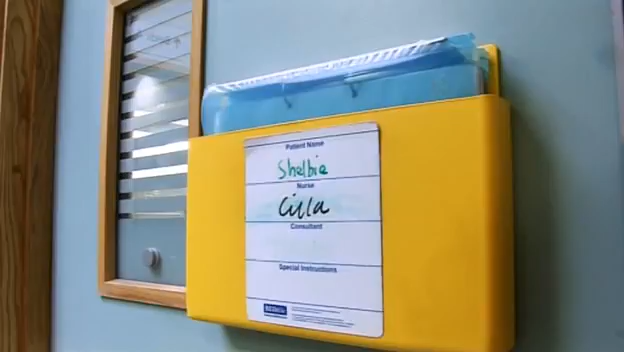 Patient Name
Shelbie
Nurse
Cilla
Consultant
Special Instructions